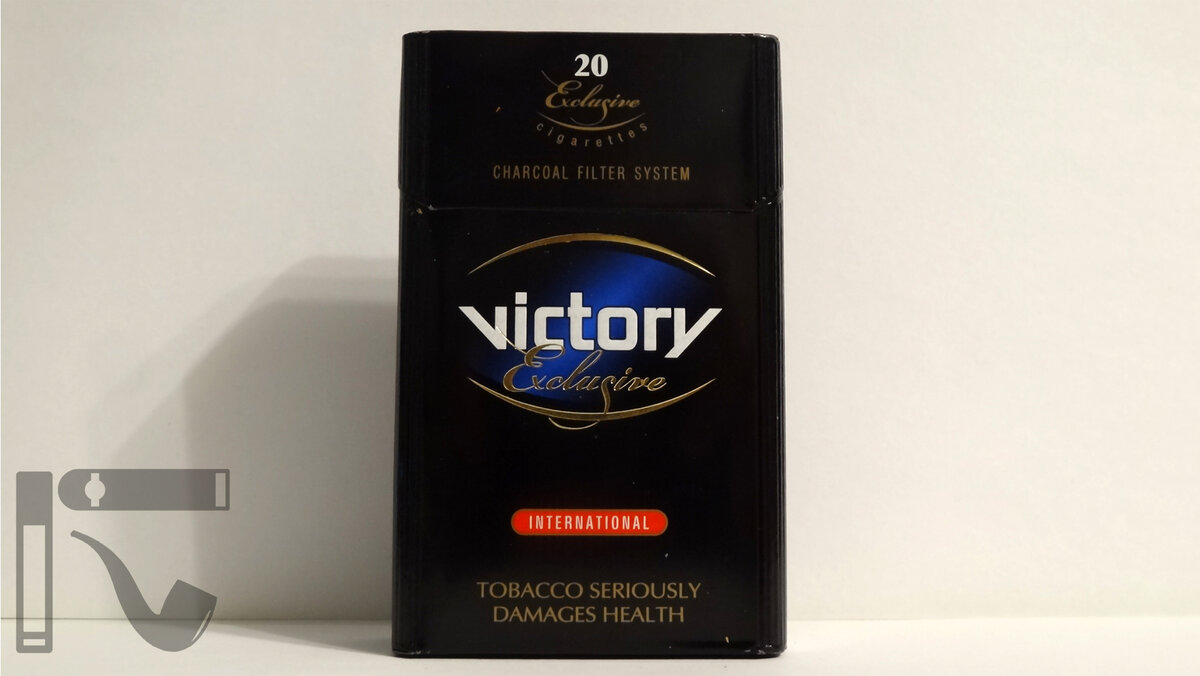 20
Exclusive
cigarettes
CHARCOAL FILTER SYSTEM
victory
Exclusive
INTERNATIONAL
TOBACCO SERIOUSLY
DAMAGES HEALTH